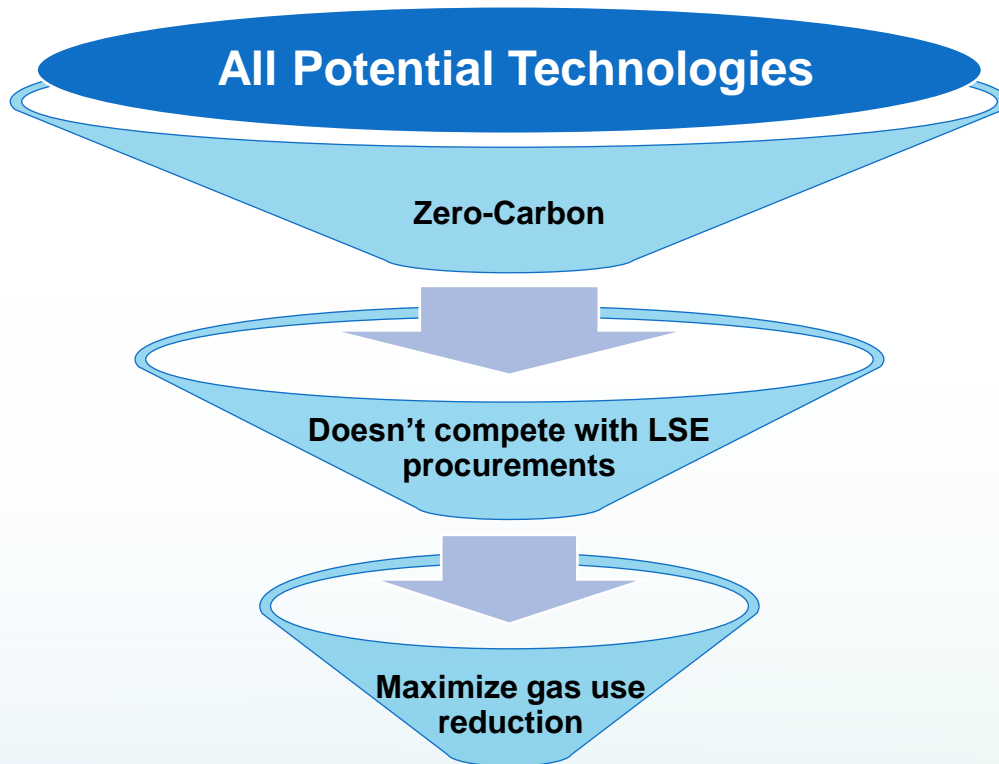 All Potential Technologies
Zero-Carbon
Doesn’t compete with LSE
procurements
Maximize gas use
reduction